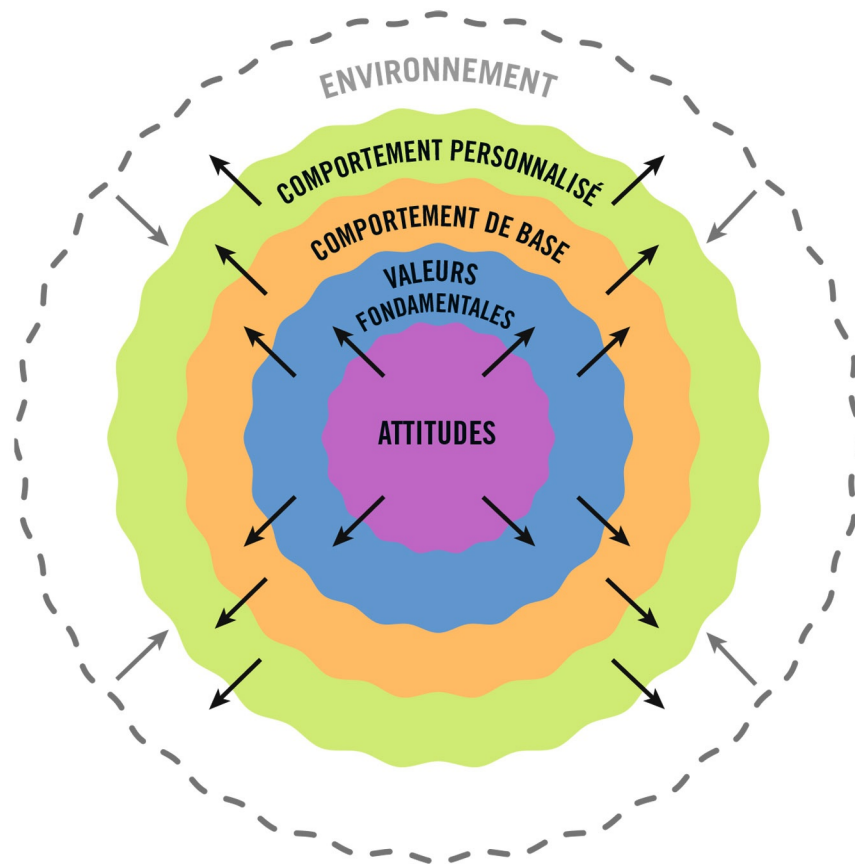 ENVIRONNEMENT
COMPORTEMENT PERSONNALISÉ
COMPORTEMENT DE BASE
VALEURS
FONDAMENTALES
ATTITUDES